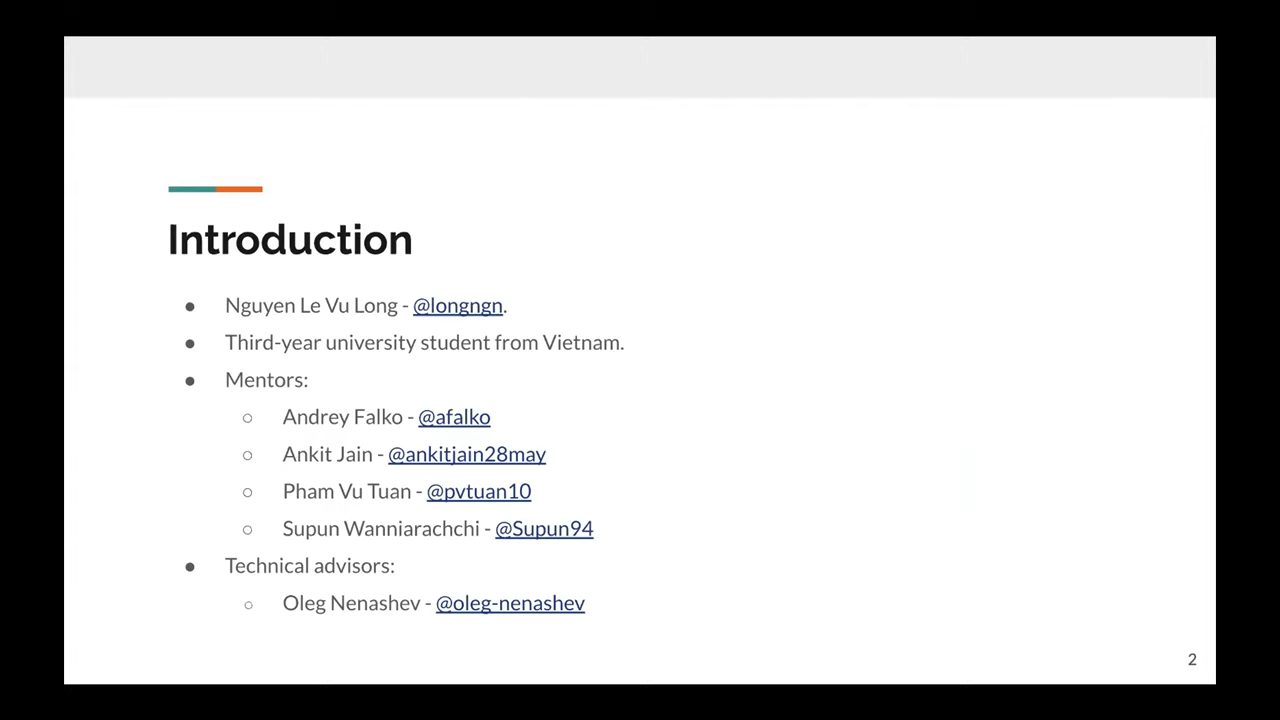 Introduction
● Nguyen Le Vu Long - @longngn.
● Third-year university student from Vietnam.
● Mentors:
○ Andrey Falko - @afalko
○ Ankit Jain - @ankitjain28may
○ Pham Vu Tuan - @pvtuan10
○ Supun Wanniarachchi - @Supun94
● Technical advisors:
○ Oleg Nenashev - @oleg-nenashev
2